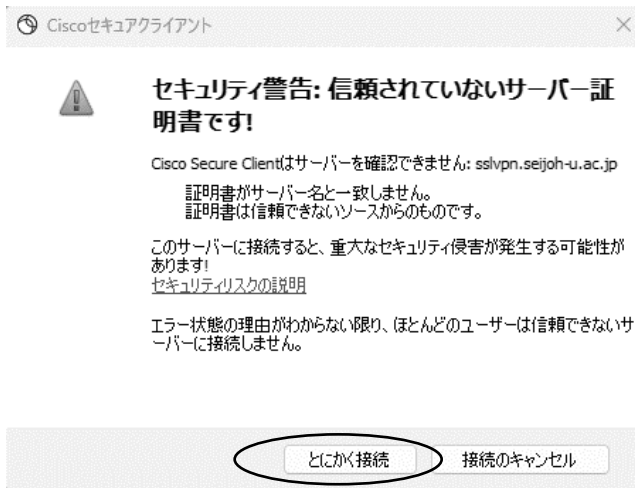 Ciscoセキュアクライアント
セキュリティ警告: 信頼されていないサーバー証
明書です!
Cisco Secure Clientはサーバーを確認できません: sslvpn.seijoh-u.ac.jp
証明書がサーバー名と一致しません。
証明書は信頼できないソースからのものです。
このサーバーに接続すると、重大なセキュリティ侵害が発生する可能性が
あります!
セキュリティリスクの説明
エラー状態の理由がわからない限り、ほとんどのユーザーは信頼できないサ
ーバーに接続しません。
とにかく接続
接続のキャンセル